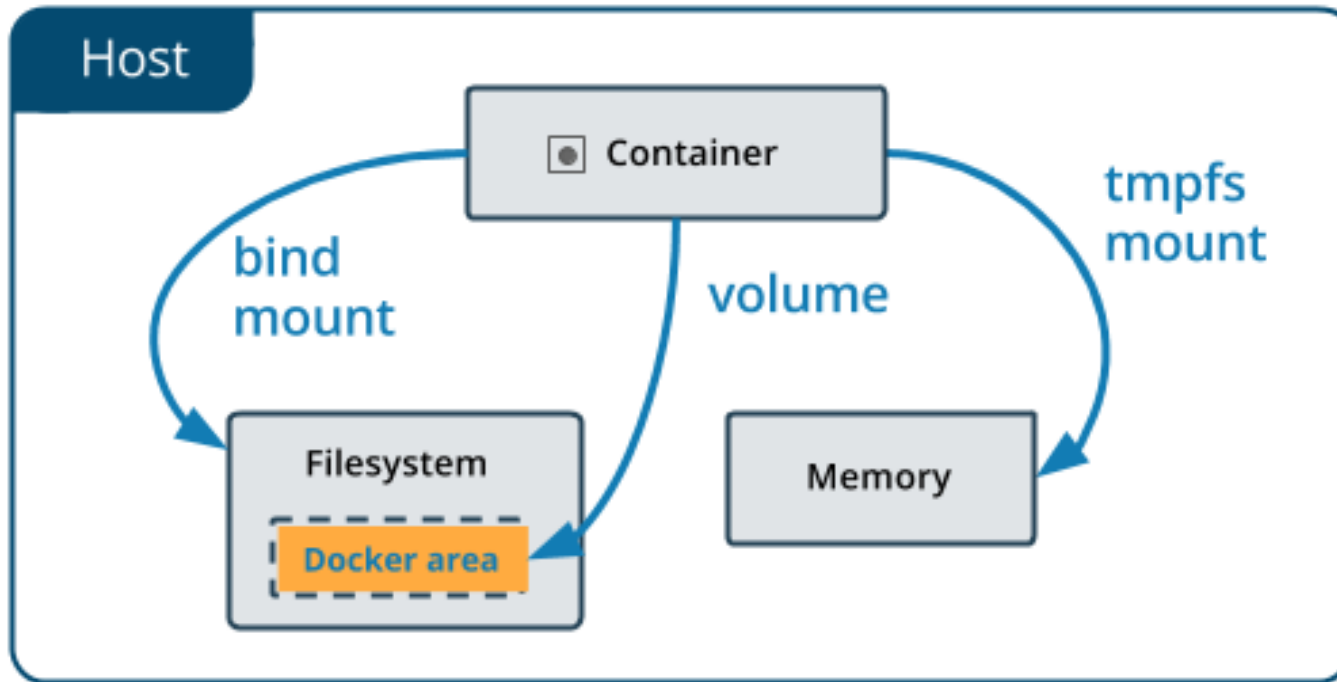 Host
Container
tmpfs
mount
bind
mount
volume
Filesystem
Memory
Docker area